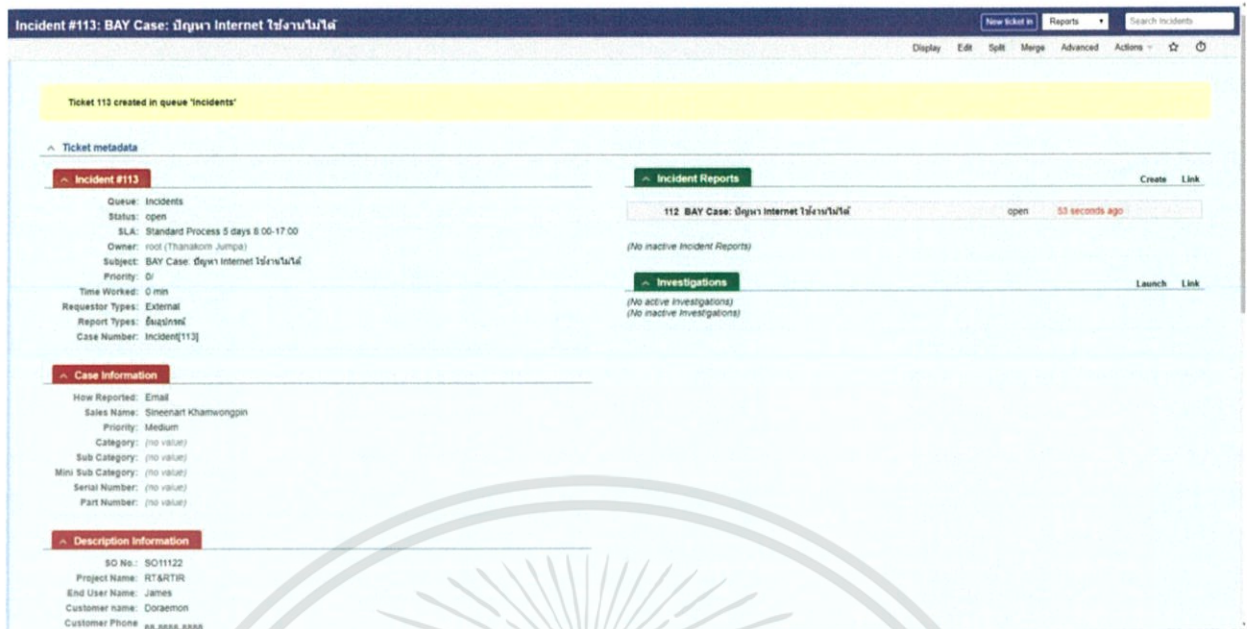 Incident #113: BAY Case: ปัญหา Internet ใช้งานไม่ได้
New ticket in Reports Search Incidents
Display Edit Split Merge Advanced Actions
Ticket 113 created in queue 'Incidents'
Ticket metadata
Incident #113
Queue: Incidents
Status: open
SLA: Standard Process 5 days 8:00-17:00
Owner: root (Thanakorn Jumpa)
Subject: BAY Case: ปัญหา Internet ใช้งานไม่ได้
Priority: 0/
Time Worked: 0 min
Requestor Types: External
Report Types: ยืมอุปกรณ์
Case Number: Incident[113]
Case Information
How Reported: Email
Sales Name: Sineenart Khamwongpin
Priority: Medium
Category: (no value)
Sub Category: (no value)
Mini Sub Category: (no value)
Serial Number: (no value)
Part Number: (no value)
Description Information
SO No.: SO11122
Project Name: RT&RTIR
End User Name: James
Customer name: Doraemon
Customer Phone
Incident Reports Create Link
112 BAY Case: ปัญหา Internet ใช้งานไม่ได้ open 53 seconds ago
(No inactive Incident Reports)
Investigations Launch Link
(No active Investigations)
(No inactive Investigations)